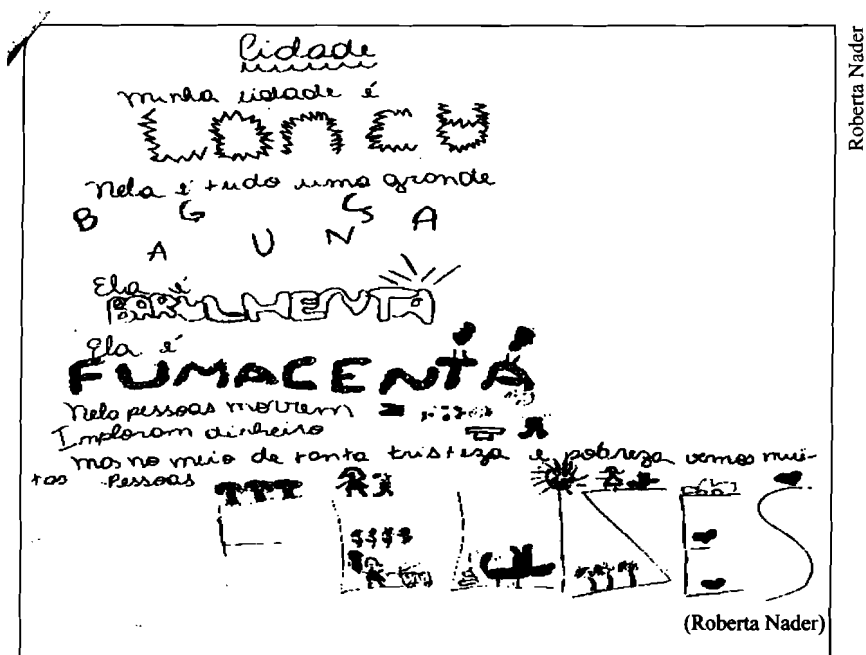 Cidade
Minha cidade é
Nela é tudo uma grande
BAGUNÇA
Ela é
BARULHENTA
Ela é
FUMACENTA
Nela pessoas morrem
Imploram dinheiro
mas no meio de tanta tristeza e pobreza vemos mui-
tas Pessoas
FELIZES
(Roberta Nader)
Roberta Nader